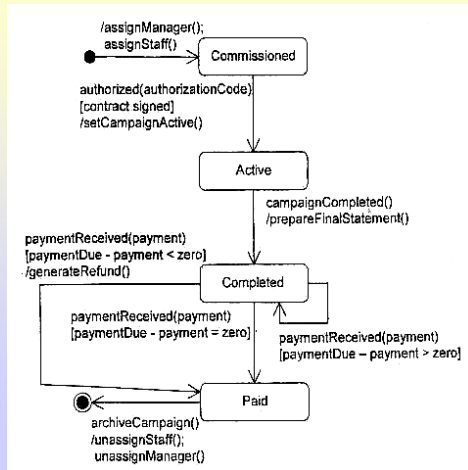 /assignManager();
assignStaff()
Commissioned
authorized(authorizationCode)
[contract signed]
/setCampaignActive()
Active
campaignCompleted()
/prepareFinalStatement()
paymentReceived(payment)
[paymentDue - payment < zero]
/generateRefund()
Completed
paymentReceived(payment)
[paymentDue - payment = zero]
paymentReceived(payment)
[paymentDue – payment > zero]
Paid
archiveCampaign()
/unassignStaff();
unassignManager()